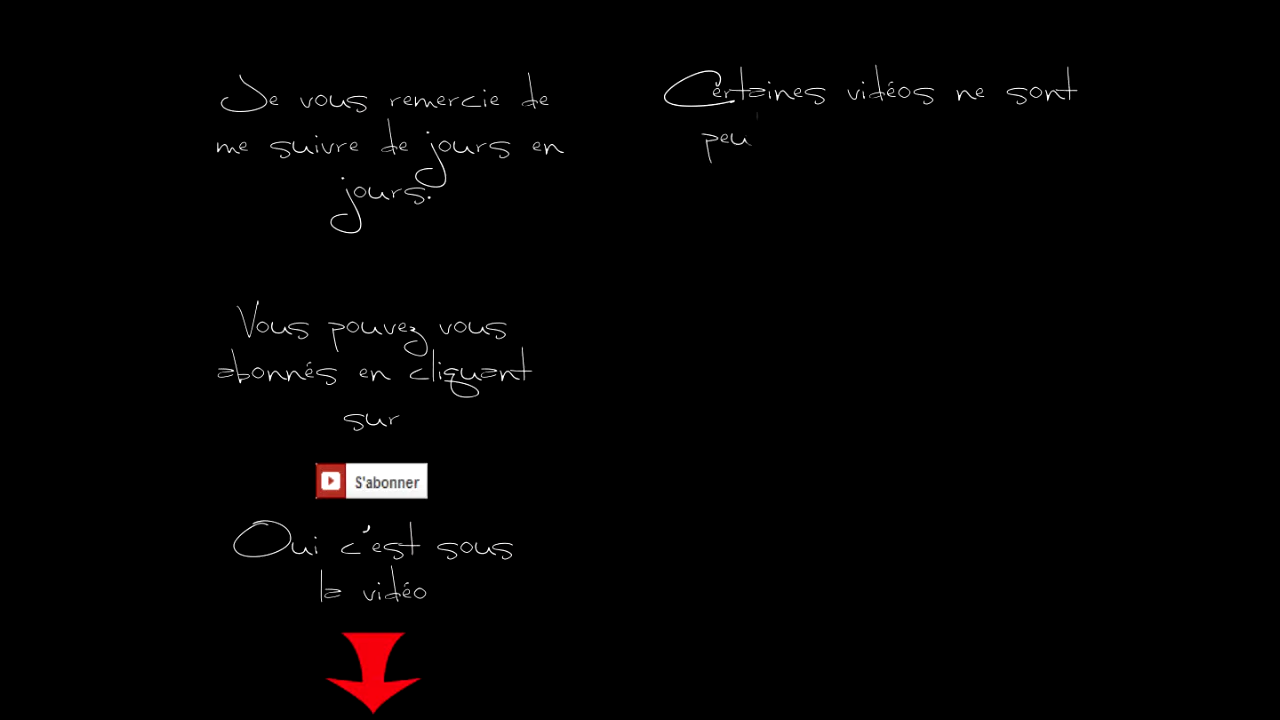 Je vous remercie de
me suivre de jours en
jours.
Vous pouvez vous
abonnés en cliquant
sur
S'abonner
Oui c'est sous
la vidéo
Certaines vidéos ne sont
peu